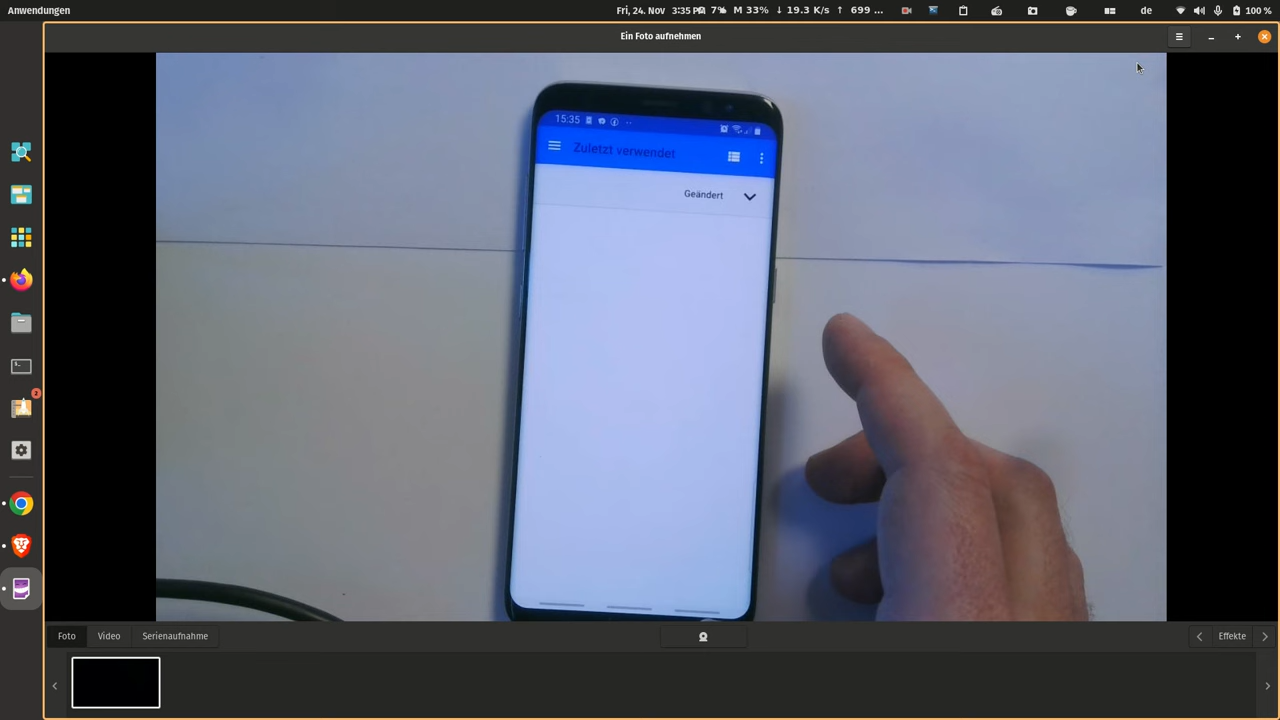 Anwendungen
Fri, 24. Nov 3:35 PM 7% M 33% ↓ 19.3 K/s ↑ 699 ...
de
100 %
Ein Foto aufnehmen
15:35
Zuletzt verwendet
Geändert
2
Foto
Video
Serienaufnahme
Effekte